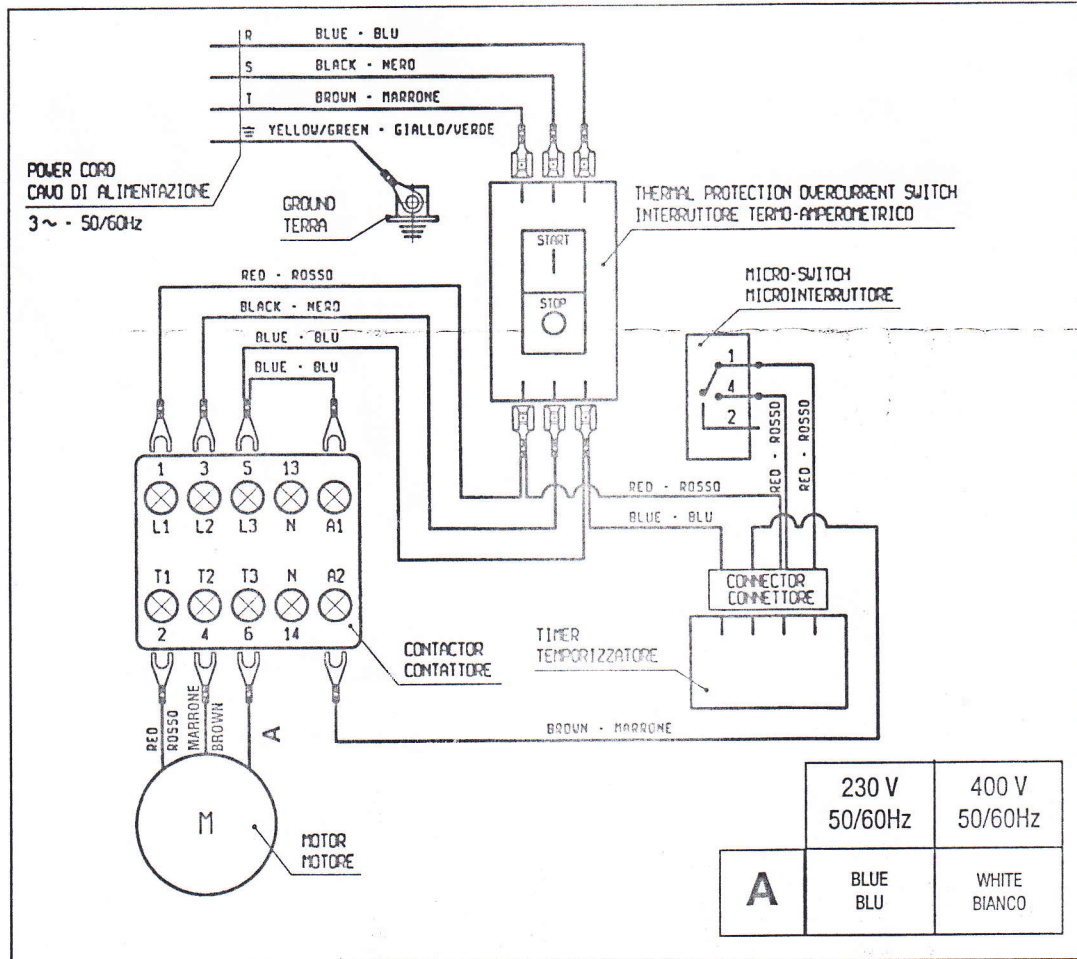 R BLUE - BLU
S BLACK - NERO
T BROWN - MARRONE
YELLOW/GREEN - GIALLO/VERDE
POWER CORD
CAVO DI ALIMENTAZIONE
3 ~ - 50/60Hz
GROUND
TERRA
THERMAL PROTECTION OVERCURRENT SWITCH
INTERRUTTORE TERMO-AMPEROMETRICO
START
STOP
MICRO-SWITCH
MICROINTERRUTTORE
1
4
2
RED - ROSSO
RED - ROSSO
RED - ROSSO
BLACK - NERO
BLUE - BLU
BLUE - BLU
RED - ROSSO
BLUE - BLU
1 3 5 13
L1 L2 L3 N A1
T1 T2 T3 N A2
2 4 6 14
CONNECTOR
CONNETTORE
TIMER
TEMPORIZZATORE
CONTACTOR
CONTATTORE
RED
ROSSO
MARRONE
BROWN
A
BROWN - MARRONE
M
MOTOR
MOTORE
230 V 400 V
50/60Hz 50/60Hz
A
BLUE WHITE
BLU BIANCO